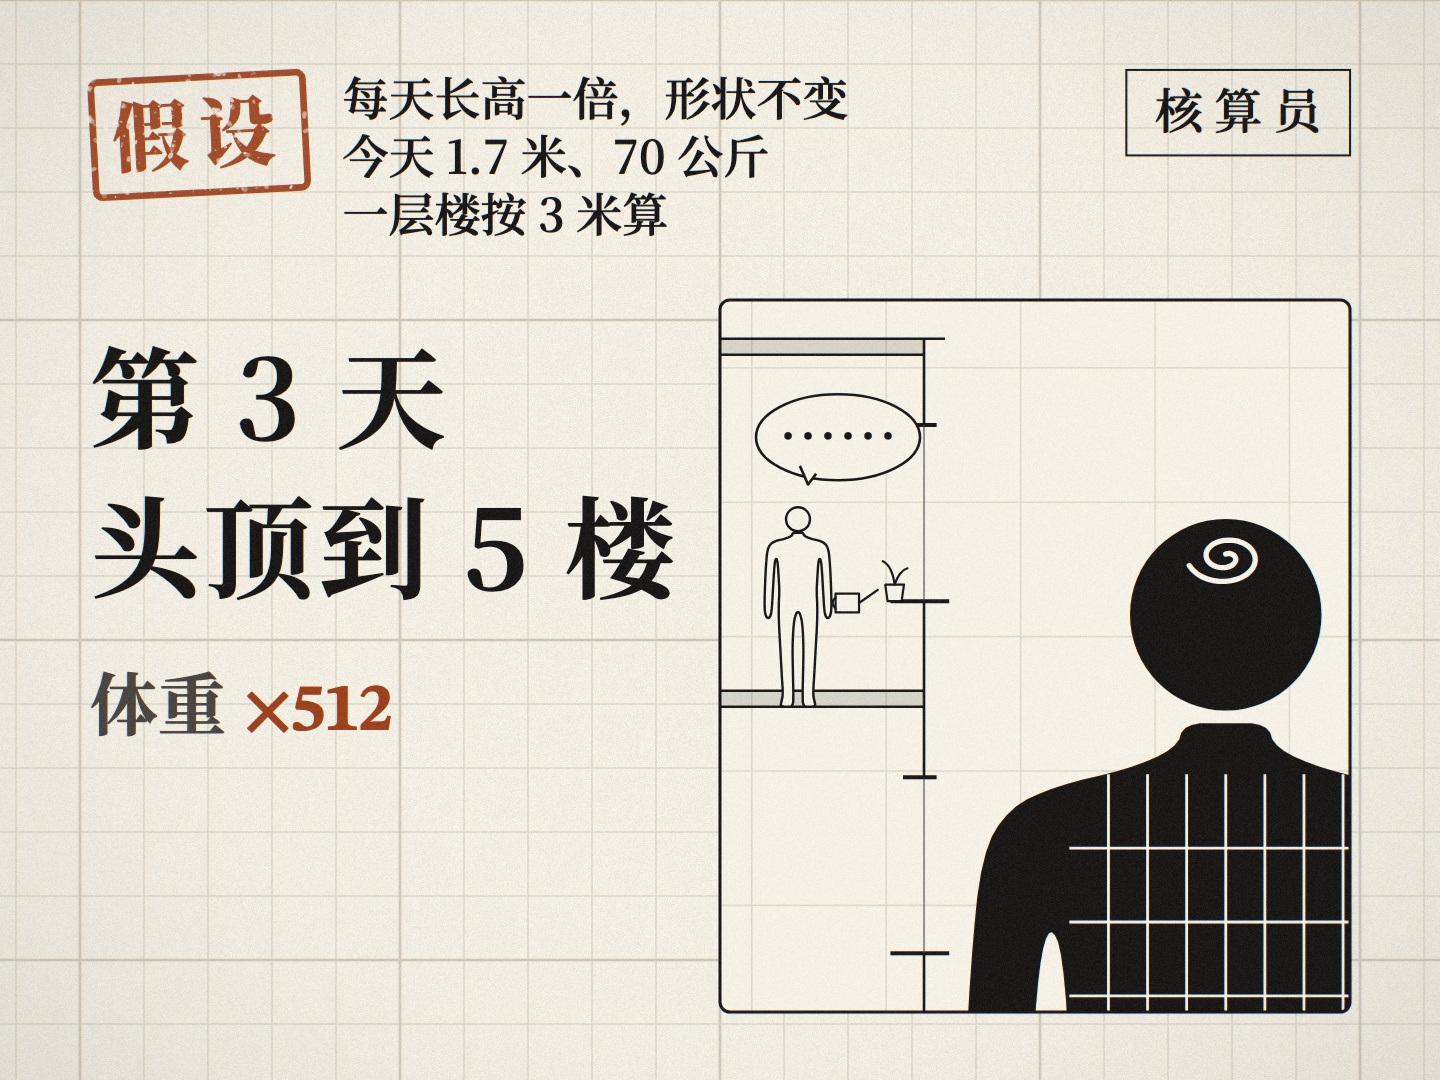 假设
每天长高一倍，形状不变
今天 1.7 米、70 公斤
一层楼按 3 米算
核算员
第 3 天
头顶到 5 楼
体重 ×512
······